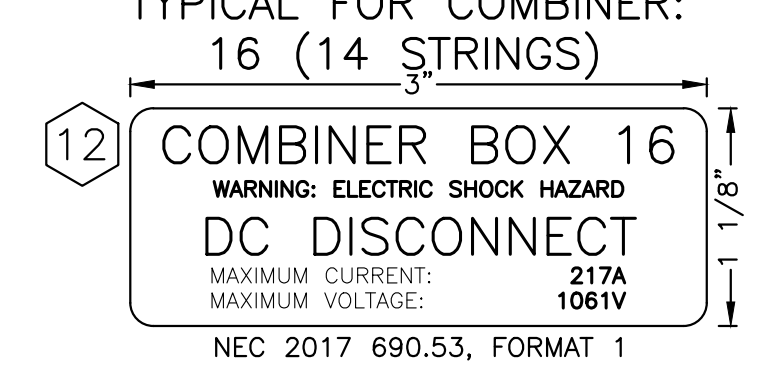 TYPICAL FOR COMBINER:
16 (14 STRINGS)
3"
12
COMBINER BOX 16
WARNING: ELECTRIC SHOCK HAZARD
DC DISCONNECT
MAXIMUM CURRENT: 217A
MAXIMUM VOLTAGE: 1061V
1 1/8"
NEC 2017 690.53, FORMAT 1